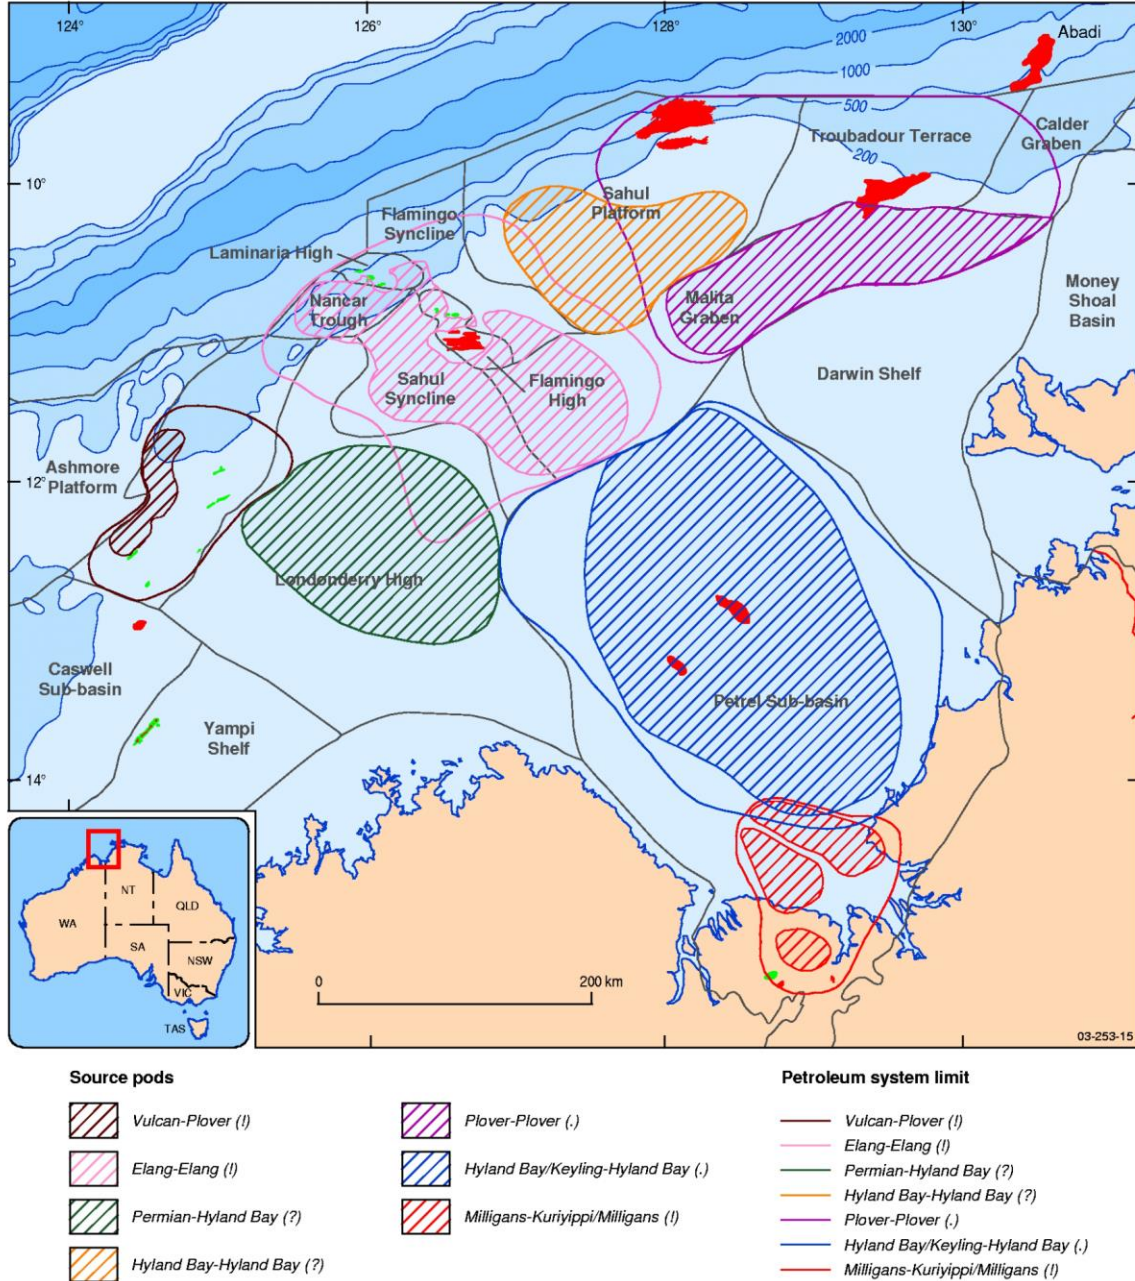 124°
126°
128°
130°
2000
1000
500
200
Abadi
Troubadour Terrace
Calder
Graben
10°
Sahul
Platform
Flamingo
Syncline
Laminaria High
Nancar
Trough
Malita
Graben
Money
Shoal
Basin
Sahul
Syncline
Flamingo
High
Darwin Shelf
Ashmore
Platform
12°
12°
Londonderry High
Caswell
Sub-basin
Petrel Sub-basin
Yampi
Shelf
14°
WA
NT
QLD
SA
NSW
VIC
TAS
0
200 km
03-253-15
Source pods
Vulcan-Plover (!)
Elang-Elang (!)
Permian-Hyland Bay (?)
Hyland Bay-Hyland Bay (?)
Plover-Plover (.)
Hyland Bay/Keyling-Hyland Bay (.)
Milligans-Kuriyippi/Milligans (!)
Petroleum system limit
Vulcan-Plover (!)
Elang-Elang (!)
Permian-Hyland Bay (?)
Hyland Bay-Hyland Bay (?)
Plover-Plover (.)
Hyland Bay/Keyling-Hyland Bay (.)
Milligans-Kuriyippi/Milligans (!)